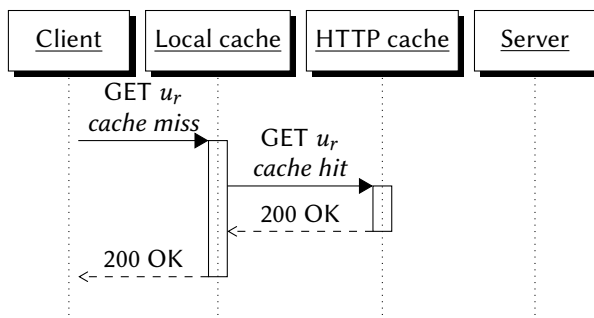 Client
Local cache
HTTP cache
Server
GET u_r
cache miss
GET u_r
cache hit
200 OK
200 OK